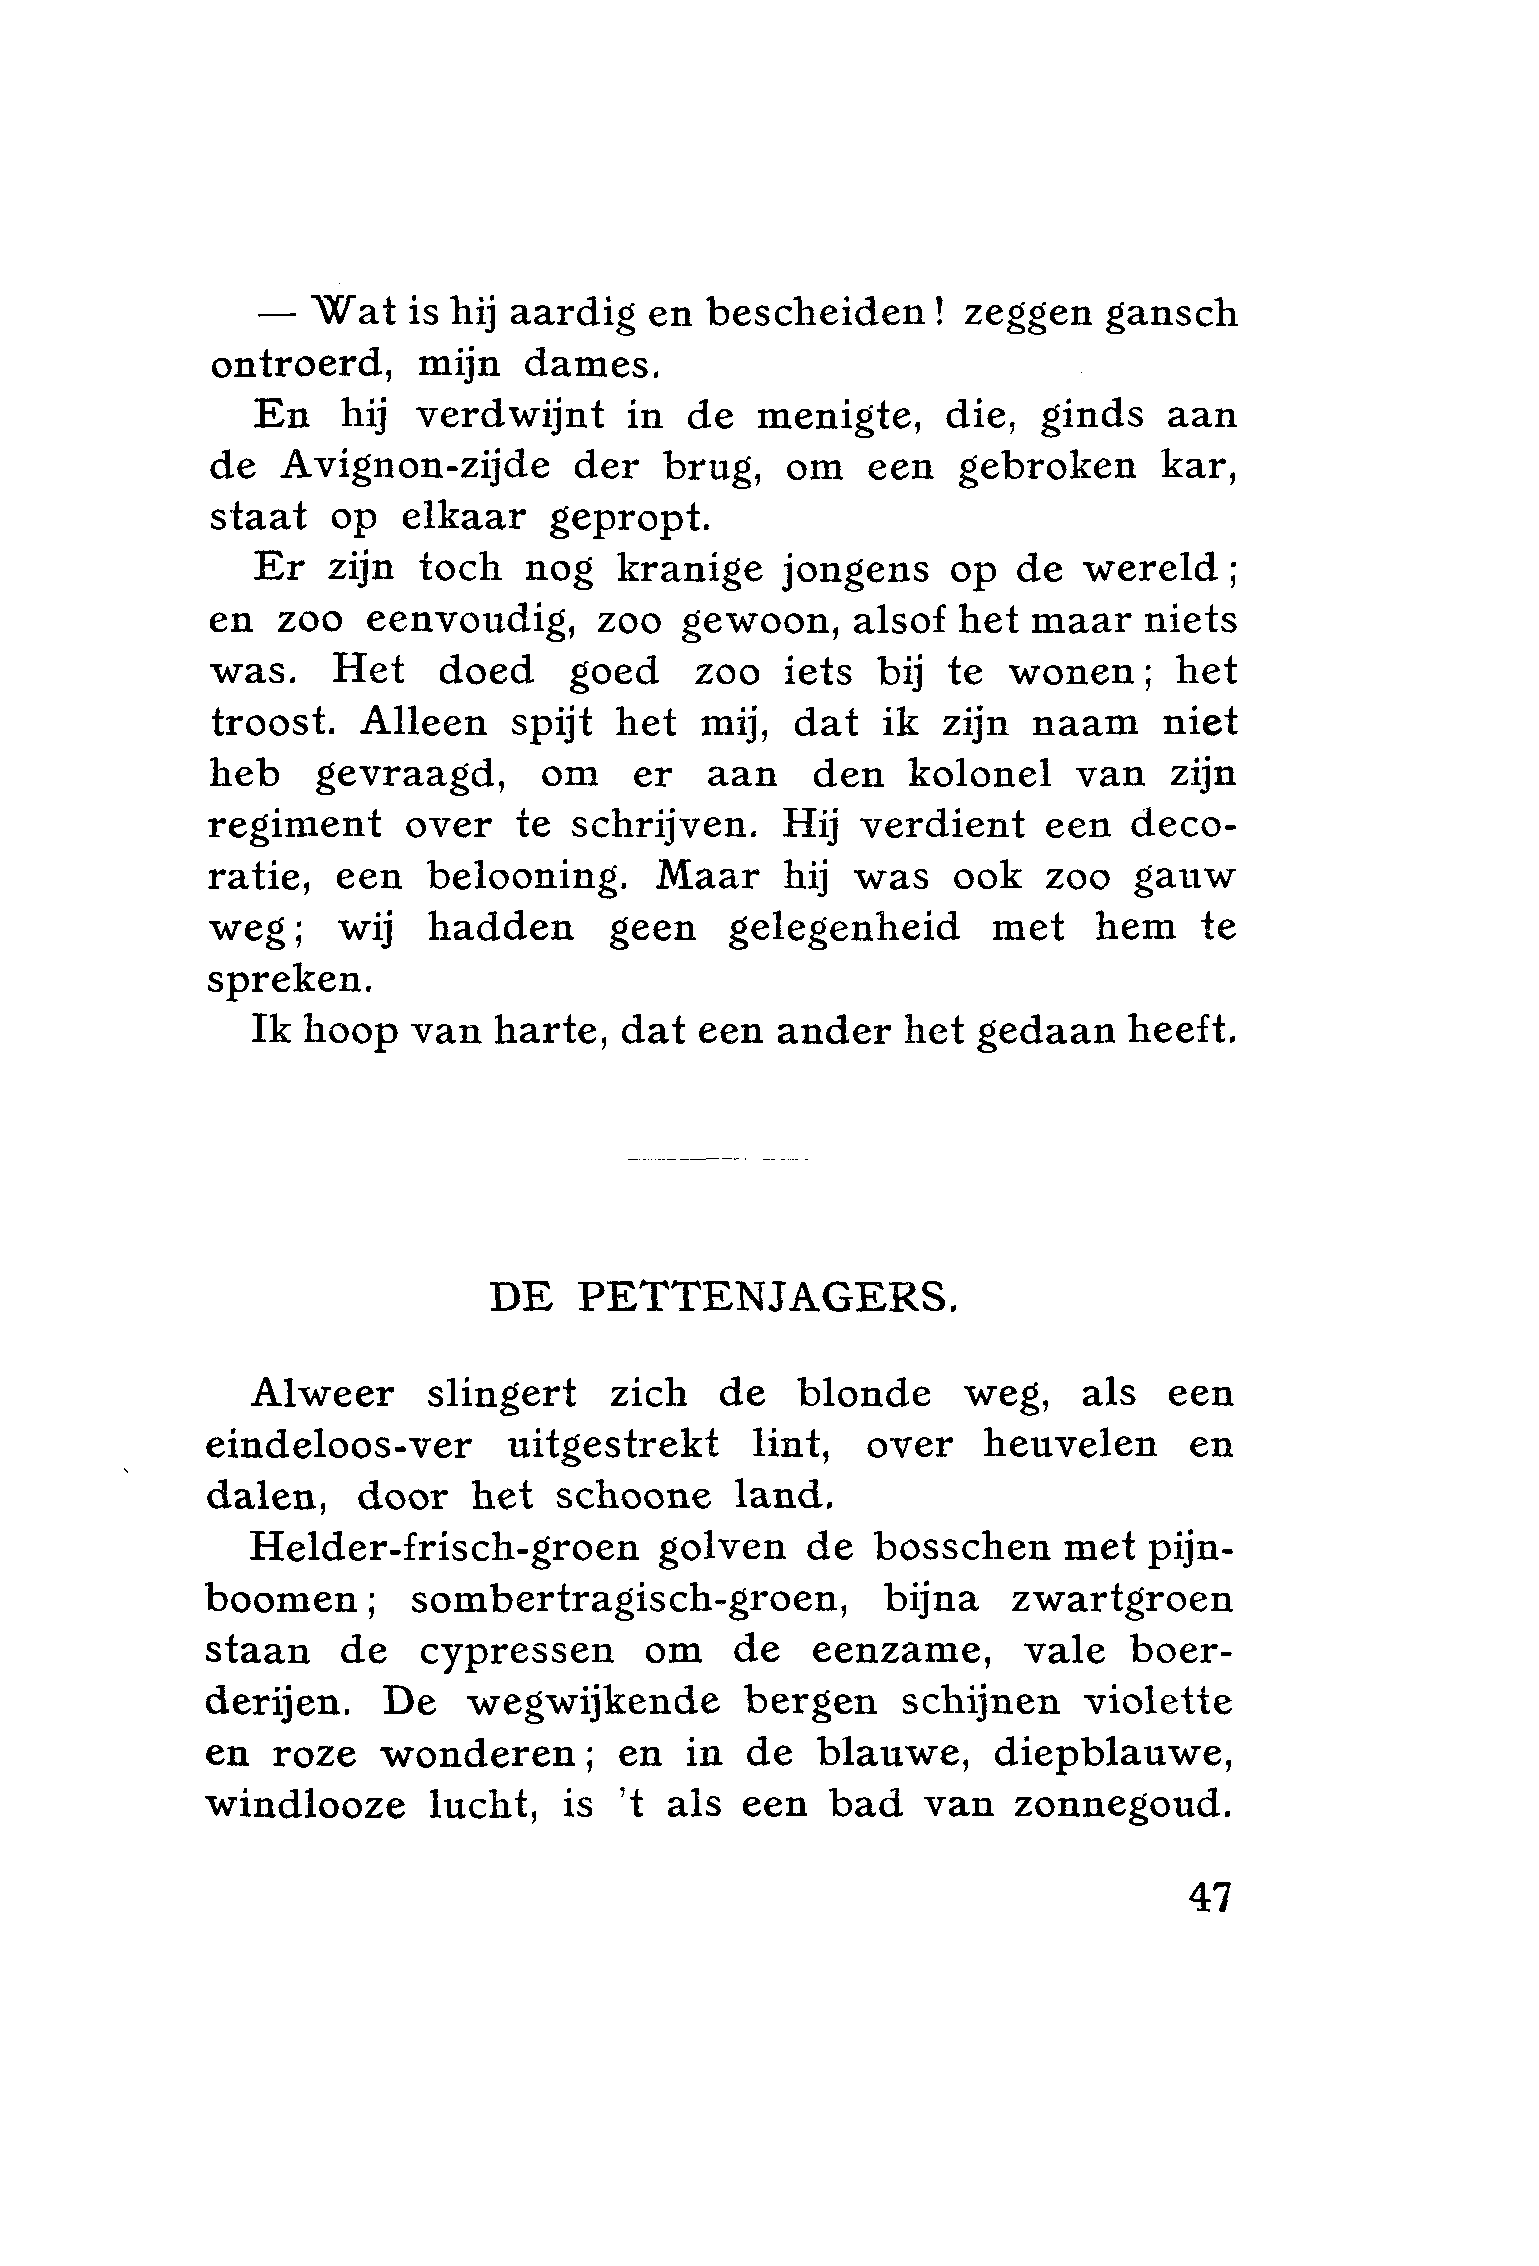 — Wat is hij aardig en bescheiden! zeggen gansch
ontroerd, mijn dames.
En hij verdwijnt in de menigte, die, ginds aan
de Avignon-zijde der brug, om een gebroken kar,
staat op elkaar gepropt.
Er zijn toch nog kranige jongens op de wereld;
en zoo eenvoudig, zoo gewoon, alsof het maar niets
was. Het doed goed zoo iets bij te wonen; het
troost. Alleen spijt het mij, dat ik zijn naam niet
heb gevraagd, om er aan den kolonel van zijn
regiment over te schrijven. Hij verdient een deco-
ratie, een belooning. Maar hij was ook zoo gauw
weg; wij hadden geen gelegenheid met hem te
spreken.
Ik hoop van harte, dat een ander het gedaan heeft.
DE PETTENJAGERS.
Alweer slingert zich de blonde weg, als een
eindeloos-ver uitgestrekt lint, over heuvelen en
dalen, door het schoone land.
Helder-frisch-groen golven de bosschen met pijn-
boomen; sombertragisch-groen, bijna zwartgroen
staan de cypressen om de eenzame, vale boer-
derijen. De wegwijkende bergen schijnen violette
en roze wonderen; en in de blauwe, diepblauwe,
windlooze lucht, is 't als een bad van zonnegoud.
47